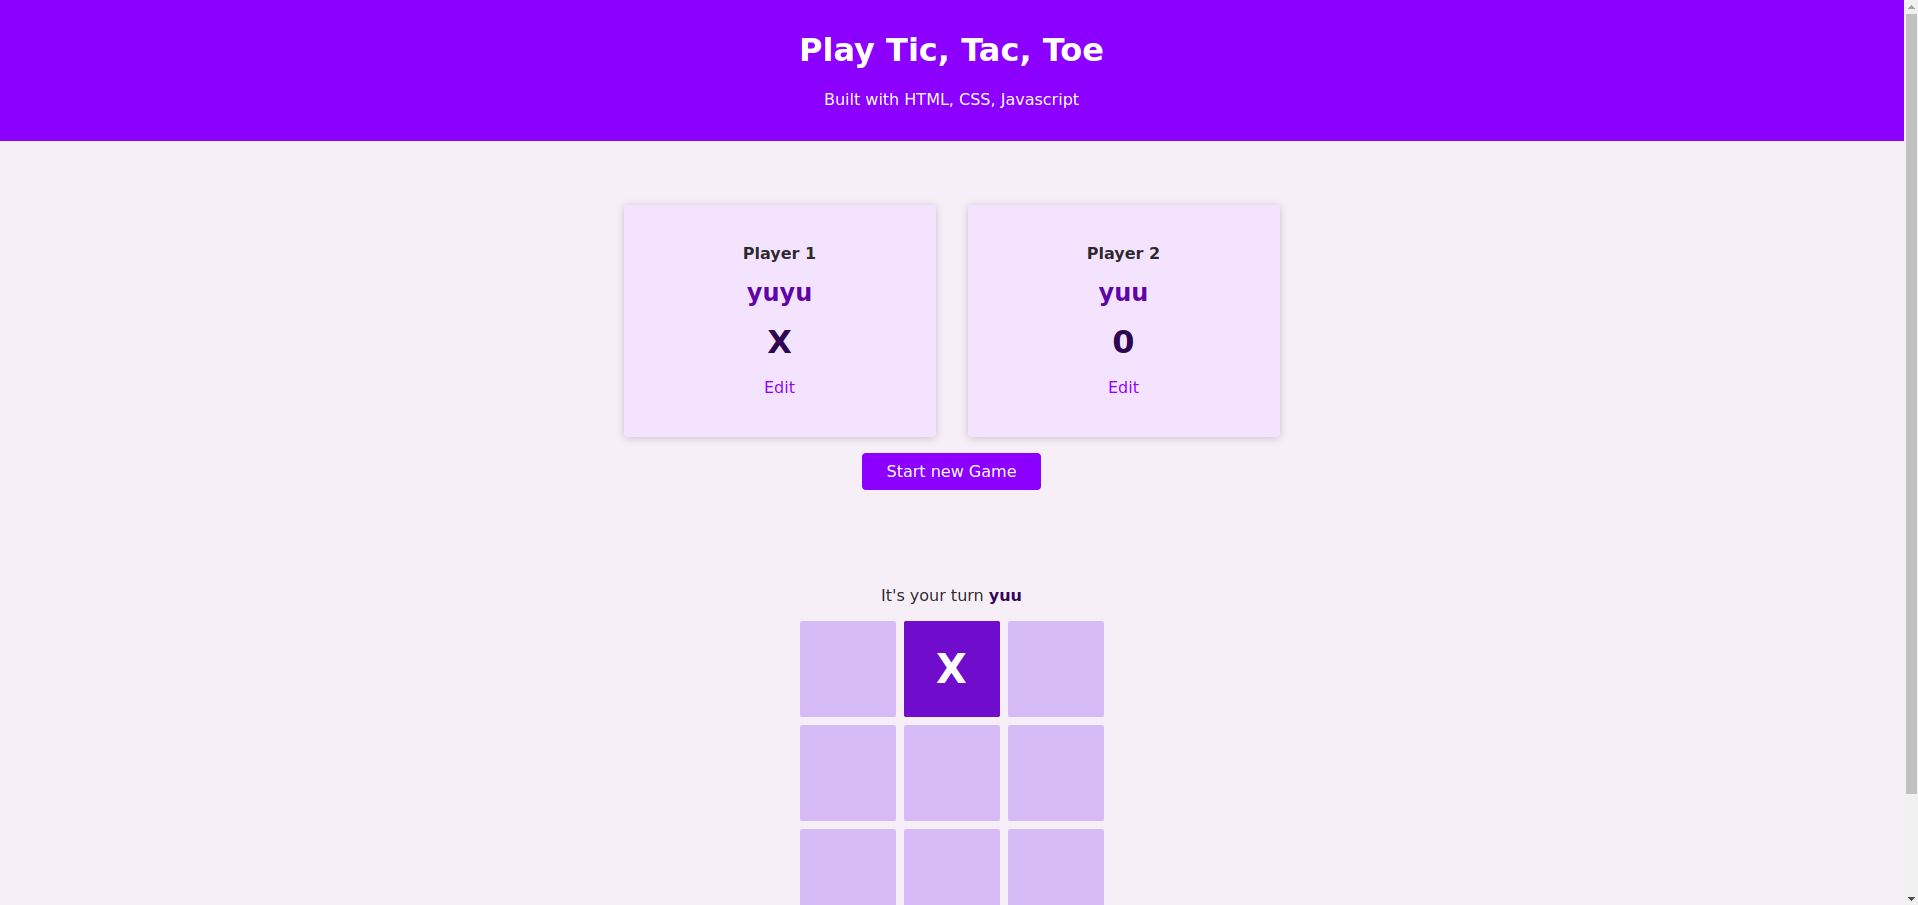 Play Tic, Tac, Toe
Built with HTML, CSS, Javascript
Player 1
yuyu
X
Edit
Player 2
yuu
0
Edit
Start new Game
It's your turn yuu
X